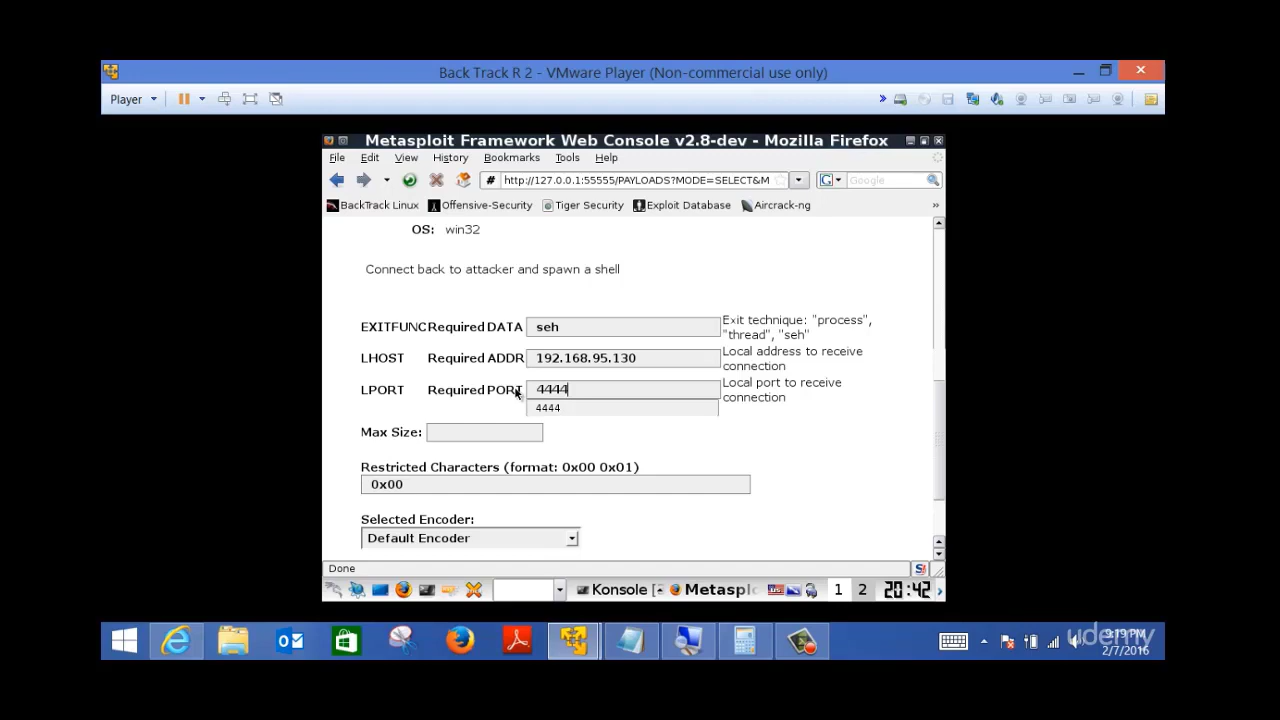 Back Track R 2 - VMware Player (Non-commercial use only)
Player
Metasploit Framework Web Console v2.8-dev - Mozilla Firefox
File Edit View History Bookmarks Tools Help
http://127.0.0.1:55555/PAYLOADS?MODE=SELECT&M
Google
BackTrack Linux Offensive-Security Tiger Security Exploit Database Aircrack-ng »
OS: win32
Connect back to attacker and spawn a shell
EXITFUNC Required DATA seh Exit technique: "process",
"thread", "seh"
LHOST Required ADDR 192.168.95.130 Local address to receive
connection
LPORT Required PORT 4444 Local port to receive
connection
4444
Max Size:
Restricted Characters (format: 0x00 0x01)
0x00
Selected Encoder:
Default Encoder
Done
Konsole [ Metasplo 1 2 20:42
9:19 PM
udemy
2/7/2016